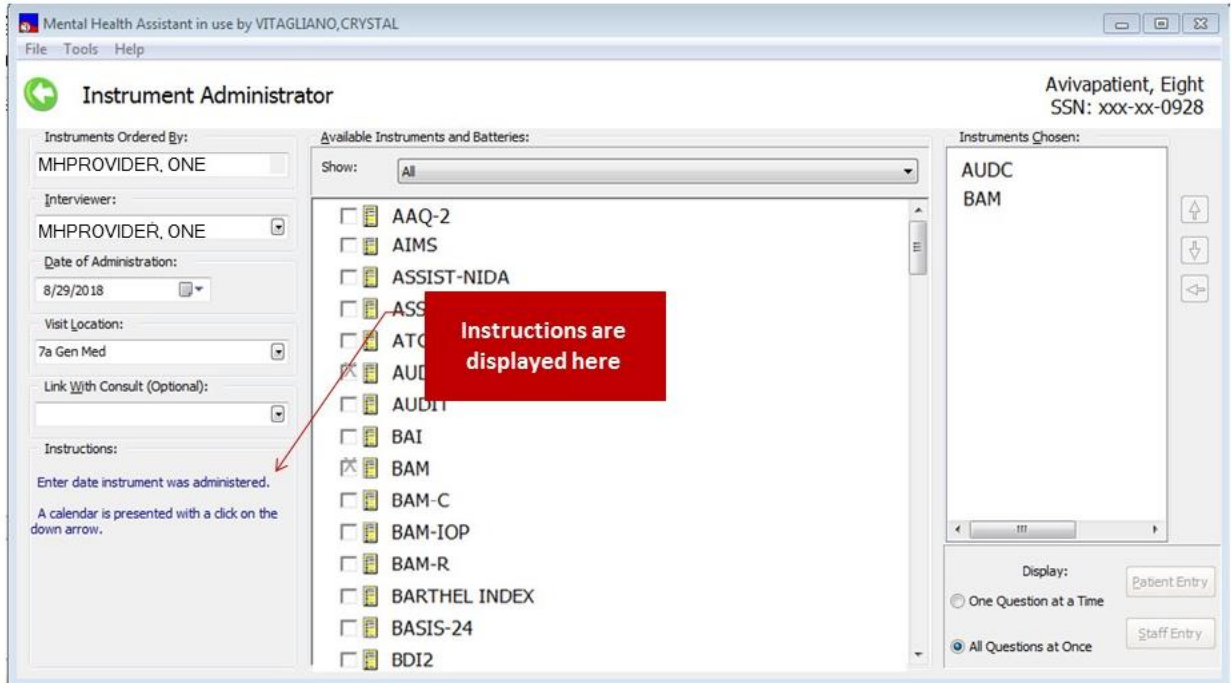 Mental Health Assistant in use by VITAGLIANO,CRYSTAL
File Tools Help
Instrument Administrator
Avivapatient, Eight
SSN: xxx-xx-0928
Instruments Ordered By:
MHPROVIDER, ONE
Interviewer:
MHPROVIDER, ONE
Date of Administration:
8/29/2018
Visit Location:
7a Gen Med
Link With Consult (Optional):
Instructions:
Enter date instrument was administered.
A calendar is presented with a click on the
down arrow.
Available Instruments and Batteries:
Show: All
AAQ-2
AIMS
ASSIST-NIDA
ASS
ATQ
AUD
AUDIT
BAI
BAM
BAM-C
BAM-IOP
BAM-R
BARTHEL INDEX
BASIS-24
BDI2
Instructions are
displayed here
Instruments Chosen:
AUDC
BAM
Display:
One Question at a Time
All Questions at Once
Patient Entry
Staff Entry